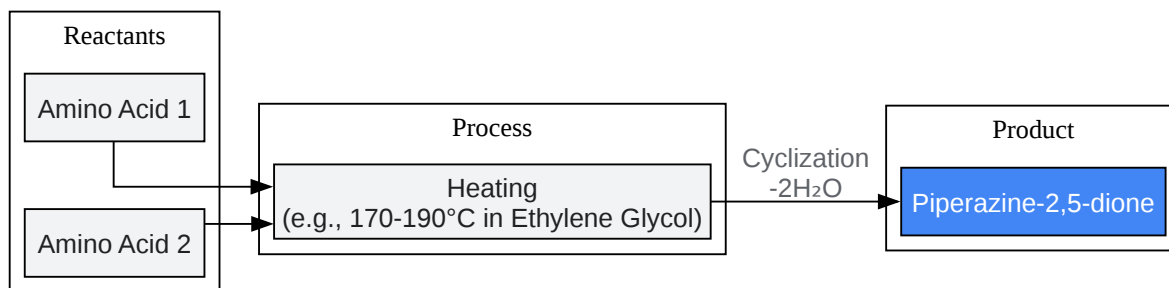 Reactants
Amino Acid 1
Amino Acid 2
Process
Heating
(e.g., 170-190°C in Ethylene Glycol)
Cyclization
-2H₂O
Product
Piperazine-2,5-dione